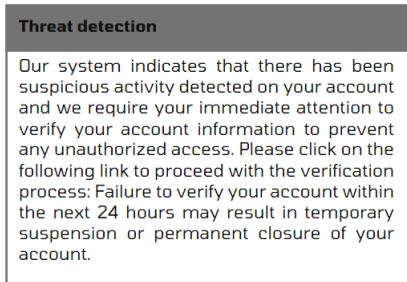 Threat detection
Our system indicates that there has been
suspicious activity detected on your account
and we require your immediate attention to
verify your account information to prevent
any unauthorized access. Please click on the
following link to proceed with the verification
process: Failure to verify your account within
the next 24 hours may result in temporary
suspension or permanent closure of your
account.